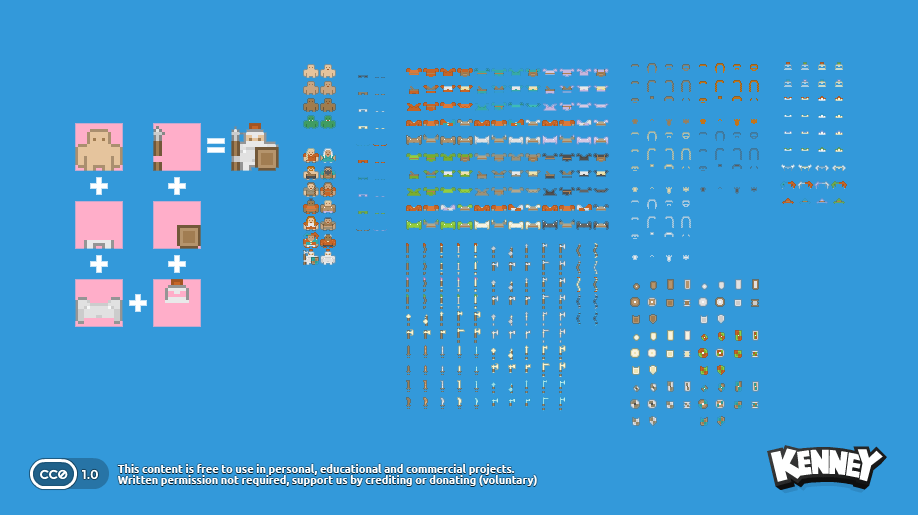 CC0 1.0
This content is free to use in personal, educational and commercial projects.
Written permission not required, support us by crediting or donating (voluntary)
KENNEY